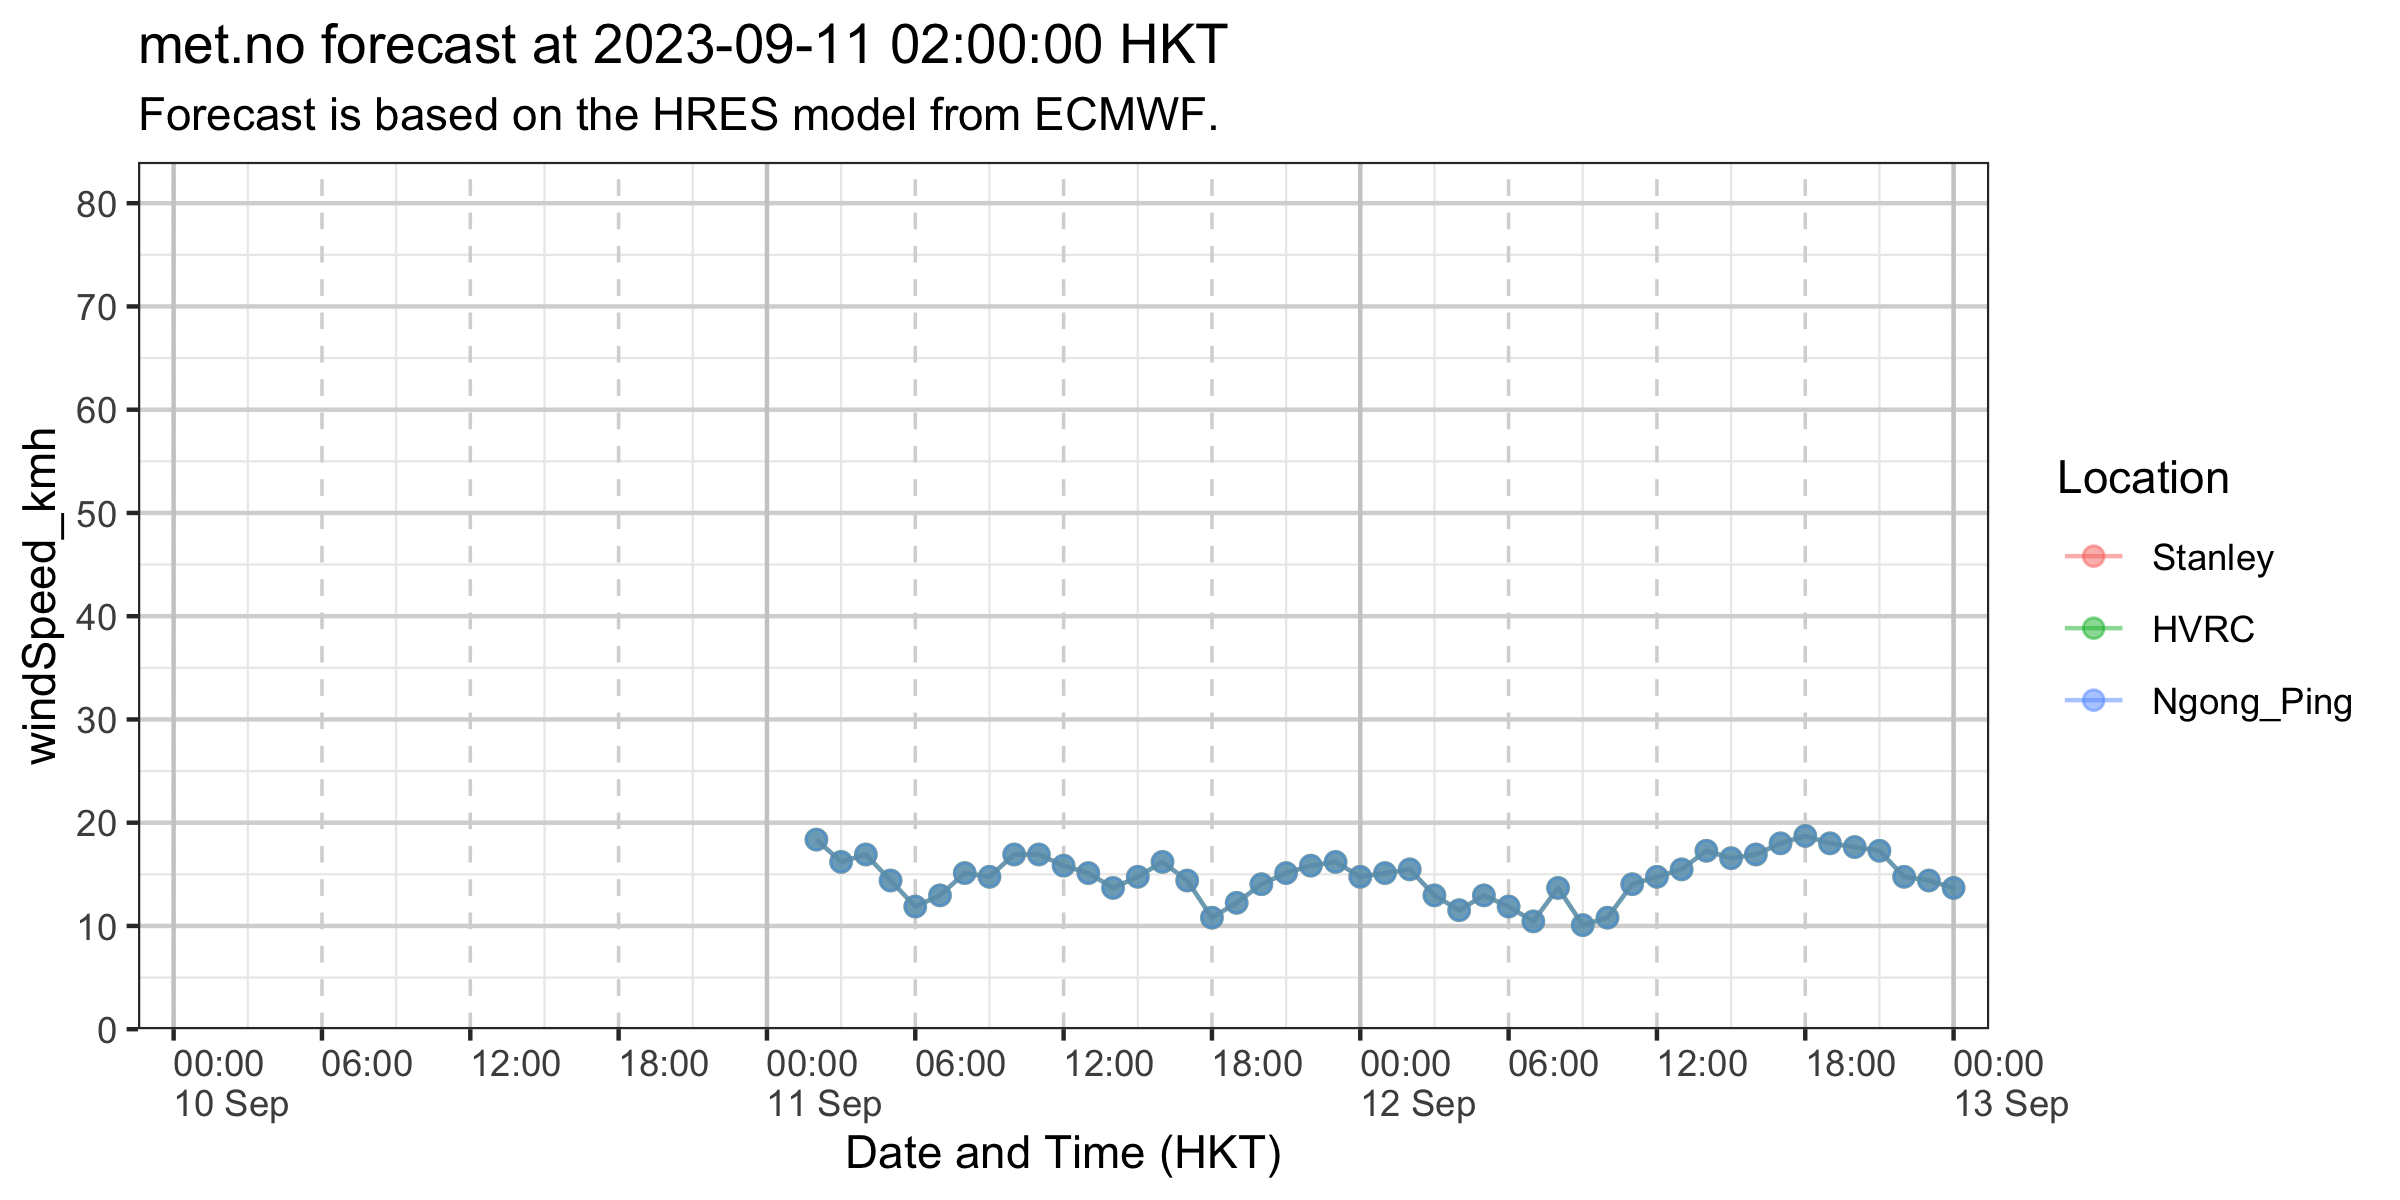 met.no forecast at 2023-09-11 02:00:00 HKT
Forecast is based on the HRES model from ECMWF.
windSpeed_kmh
80
70
60
50
40
30
20
10
0
00:00 06:00 12:00 18:00 00:00 06:00 12:00 18:00 00:00 06:00 12:00 18:00 00:00
10 Sep 11 Sep 12 Sep 13 Sep
Date and Time (HKT)
Location
Stanley
HVRC
Ngong_Ping